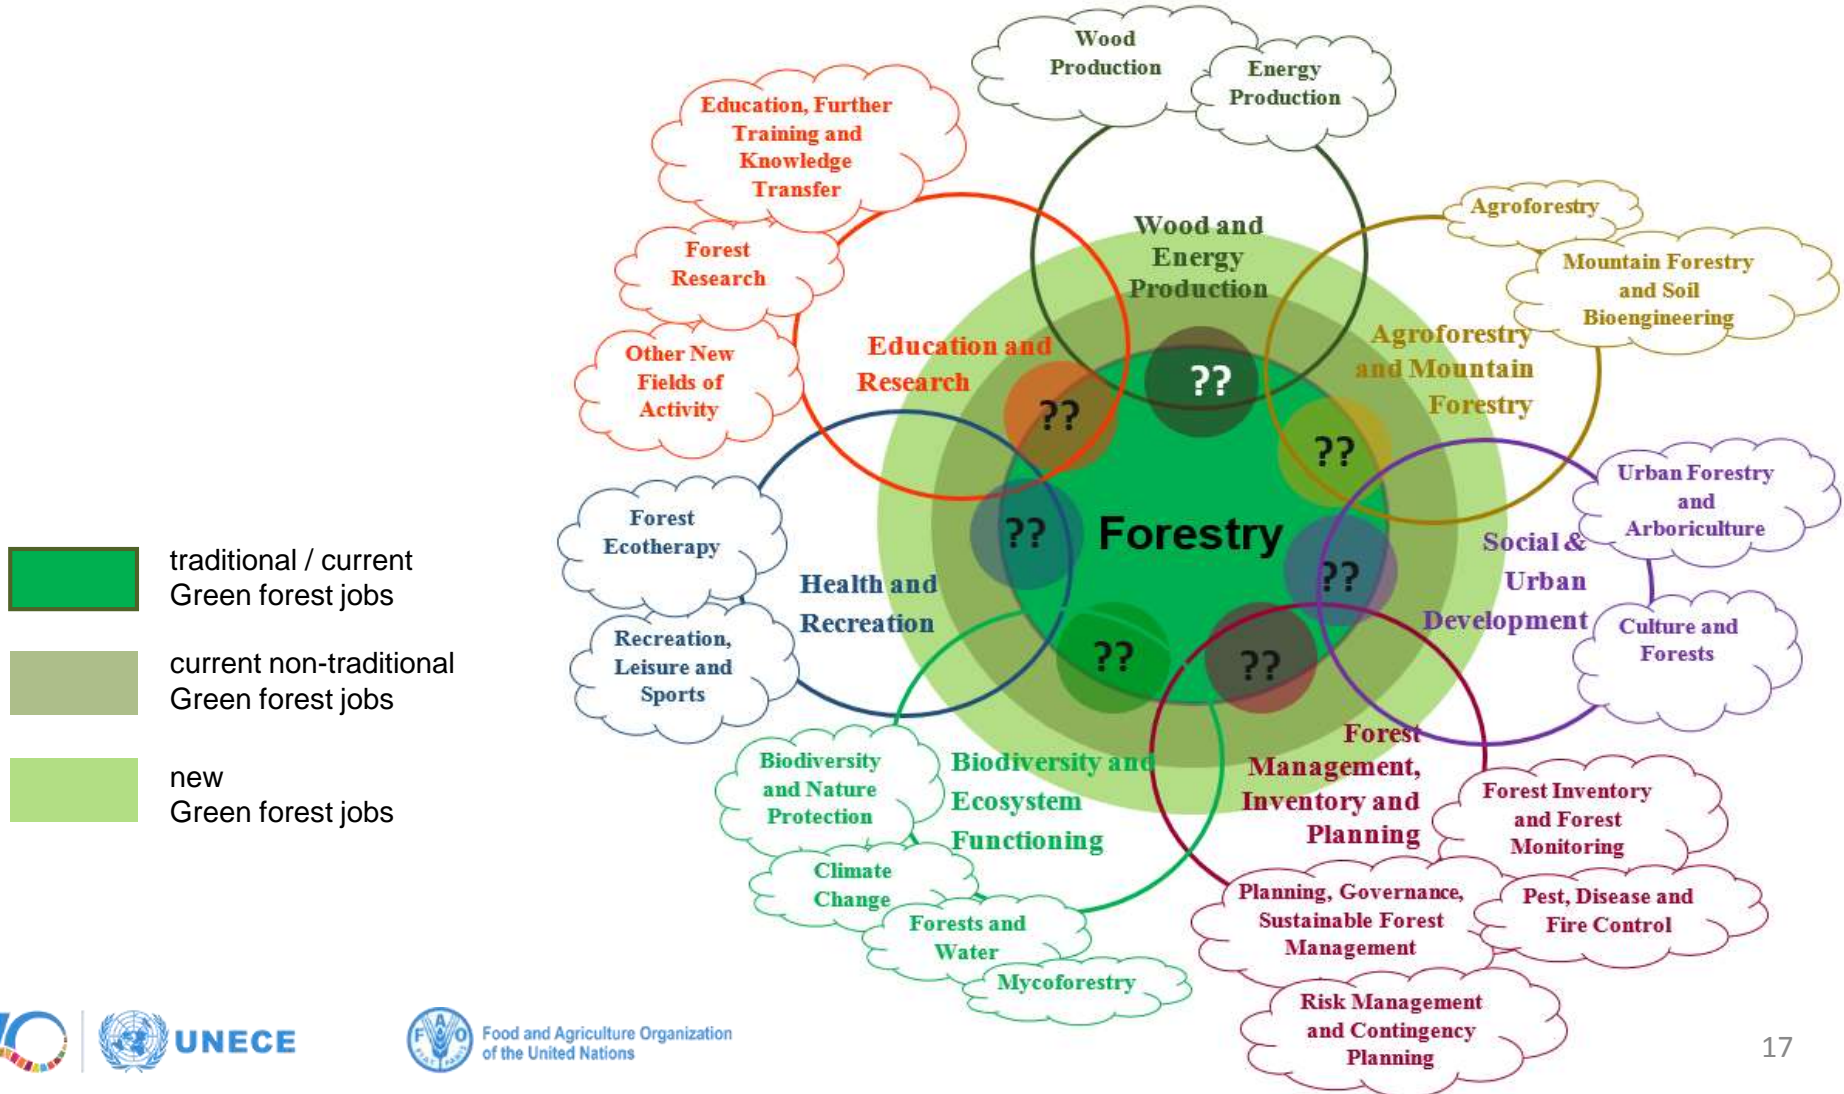 Wood
Production
Energy
Production
Education, Further
Training and
Knowledge
Transfer
Forest
Research
Other New
Fields of
Activity
Agroforestry
Mountain Forestry
and Soil
Bioengineering
Wood and
Energy
Production
Education and
Research
Agroforestry
and Mountain
Forestry
??
??
??
??
??
??
??
Forestry
Forest
Ecotherapy
Recreation,
Leisure and
Sports
Health and
Recreation
Urban Forestry
and
Arboriculture
Social &
Urban
Development
Culture and
Forests
traditional / current
Green forest jobs
current non-traditional
Green forest jobs
new
Green forest jobs
Biodiversity
and Nature
Protection
Climate
Change
Forests and
Water
Mycoforestry
Biodiversity and
Ecosystem
Functioning
Forest
Management,
Inventory and
Planning
Forest Inventory
and Forest
Monitoring
Planning, Governance,
Sustainable Forest
Management
Pest, Disease and
Fire Control
Risk Management
and Contingency
Planning
UNECE
FAO
Food and Agriculture Organization
of the United Nations
17